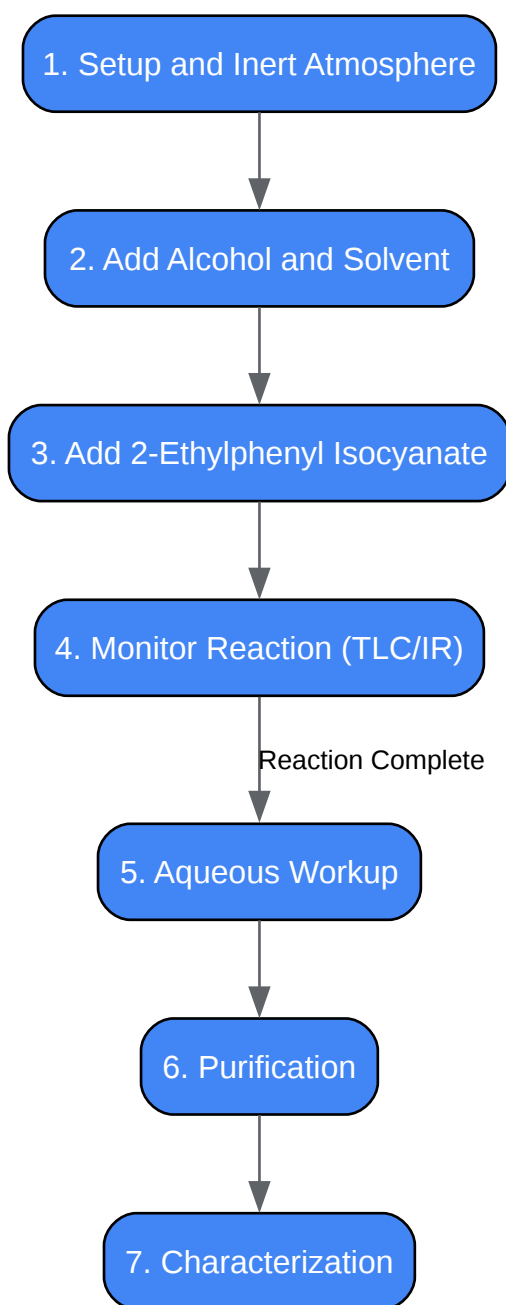 1. Setup and Inert Atmosphere
2. Add Alcohol and Solvent
3. Add 2-Ethylphenyl Isocyanate
4. Monitor Reaction (TLC/IR)
Reaction Complete
5. Aqueous Workup
6. Purification
7. Characterization